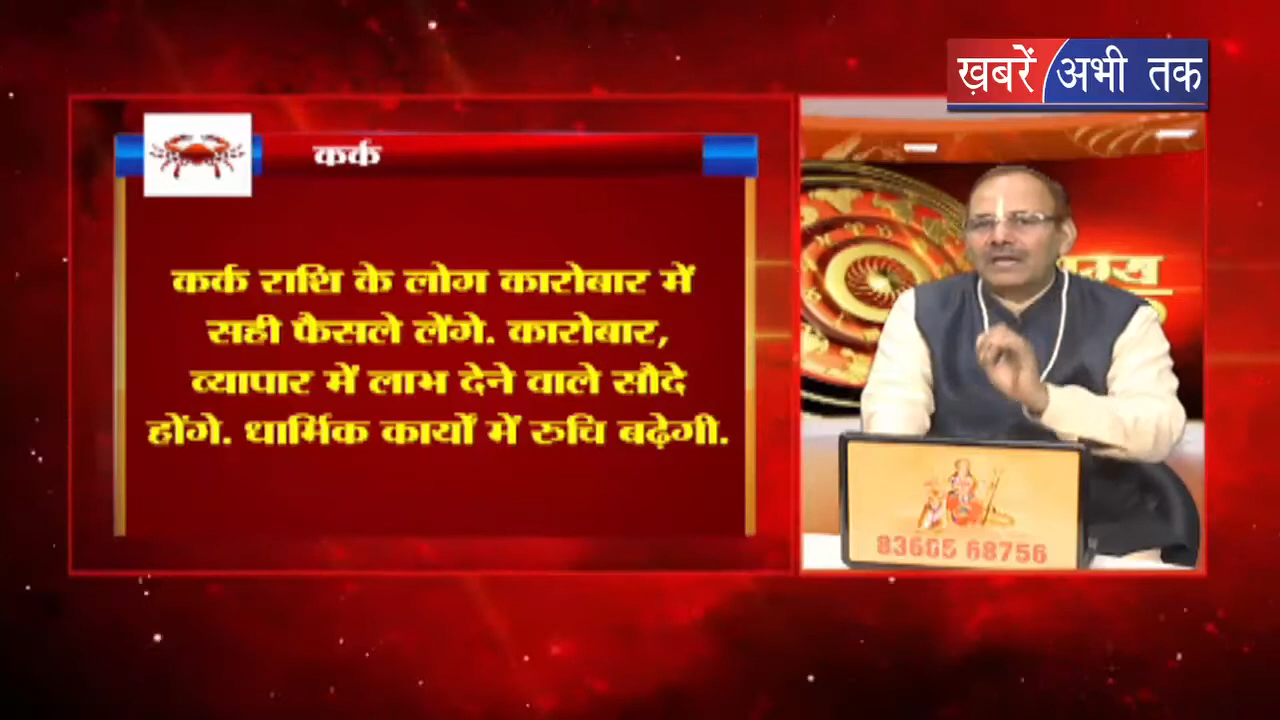 ख़बरें अभी तक
कर्क
कर्क राशि के लोग कारोबार में
सही फैसले लेंगे. कारोबार,
व्यापार में लाभ देने वाले सौदे
होंगे. धार्मिक कार्यों में रुचि बढ़ेगी.
83605 68756